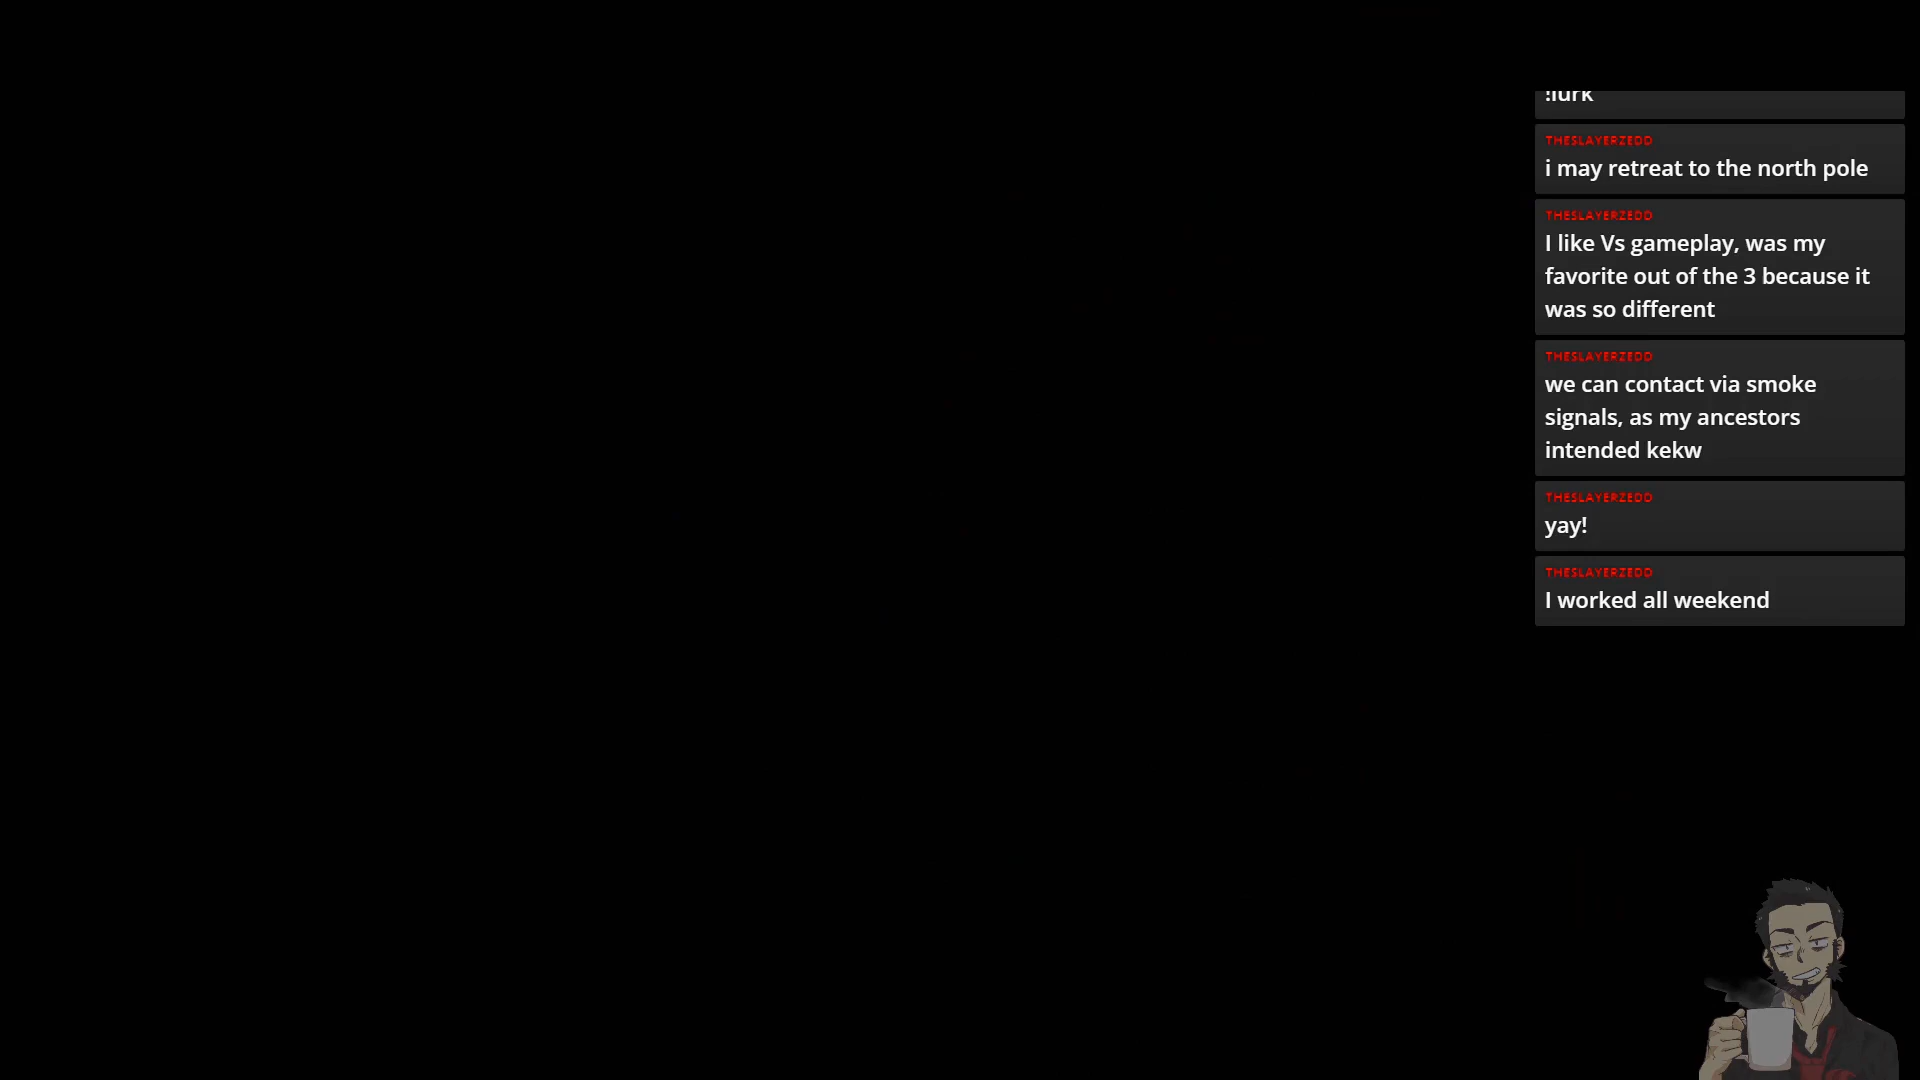 !lurk
THESLAYERZEDD
i may retreat to the north pole
THESLAYERZEDD
I like Vs gameplay, was my
favorite out of the 3 because it
was so different
THESLAYERZEDD
we can contact via smoke
signals, as my ancestors
intended kekw
THESLAYERZEDD
yay!
THESLAYERZEDD
I worked all weekend